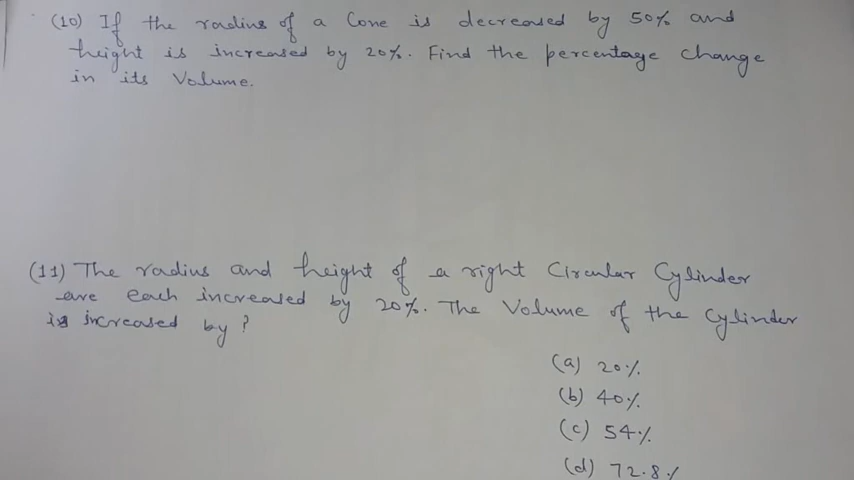 (10) If the radius of a Cone is decreased by 50% and
height is increased by 20%. Find the percentage change
in its Volume.
(11) The radius and height of a right Circular Cylinder
are each increased by 20%. The Volume of the Cylinder
is increased by?
(a) 20%
(b) 40%
(c) 54%
(d) 72.8%